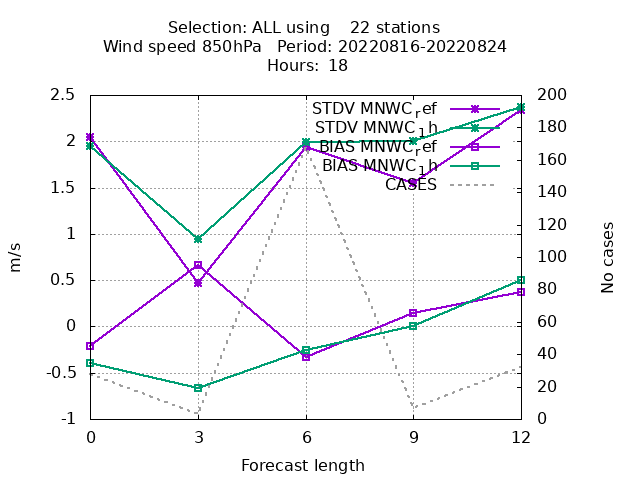 Selection: ALL using    22 stations
Wind speed 850hPa   Period: 20220816-20220824
Hours:  18
STDV MNWC_ref
STDV MNWC_1h
BIAS MNWC_ref
BIAS MNWC_1h
CASES
2.5
2
1.5
1
0.5
0
-0.5
-1
m/s
200
180
160
140
120
100
80
60
40
20
0
No cases
0 3 6 9 12
Forecast length